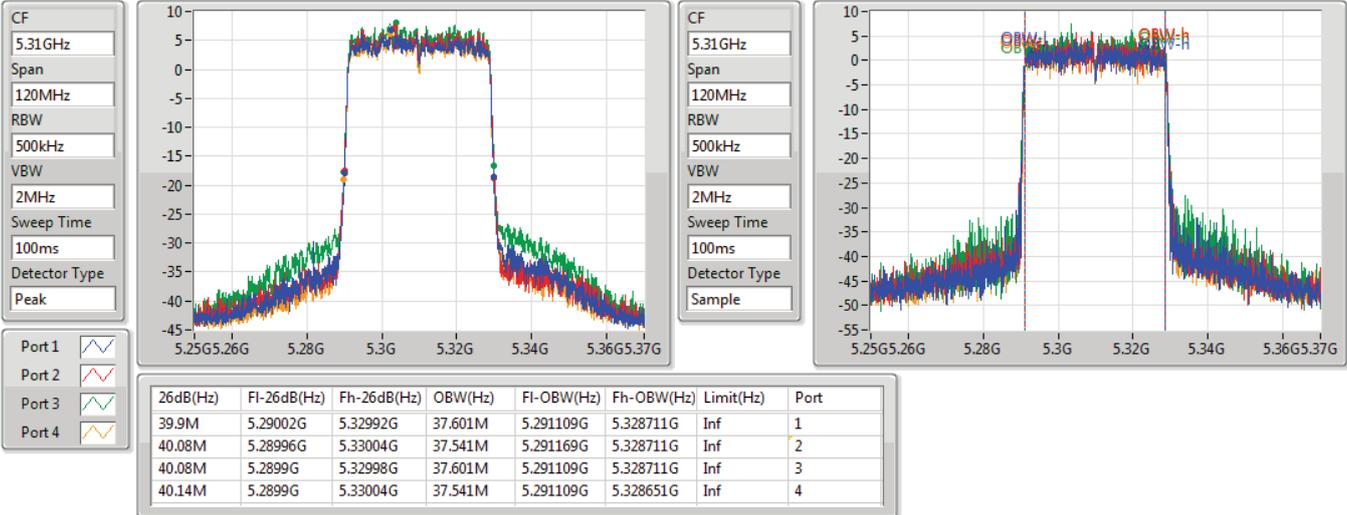 CF
5.31GHz
Span
120MHz
RBW
500kHz
VBW
2MHz
Sweep Time
100ms
Detector Type
Peak
10
5
0
-5
-10
-15
-20
-25
-30
-35
-40
-45
5.25G5.26G 5.28G 5.3G 5.32G 5.34G 5.36G5.37G
CF
5.31GHz
Span
120MHz
RBW
500kHz
VBW
2MHz
Sweep Time
100ms
Detector Type
Sample
10
5
0
-5
-10
-15
-20
-25
-30
-35
-40
-45
-50
-55
OBW-h
5.25G5.26G 5.28G 5.3G 5.32G 5.34G 5.36G5.37G
Port 1
Port 2
Port 3
Port 4
26dB(Hz) Fl-26dB(Hz) Fh-26dB(Hz) OBW(Hz) Fl-OBW(Hz) Fh-OBW(Hz) Limit(Hz) Port
39.9M 5.29002G 5.32992G 37.601M 5.291109G 5.328711G Inf 1
40.08M 5.28996G 5.33004G 37.541M 5.291169G 5.328711G Inf 2
40.08M 5.2899G 5.32998G 37.601M 5.291109G 5.328711G Inf 3
40.14M 5.2899G 5.33004G 37.541M 5.291109G 5.328651G Inf 4